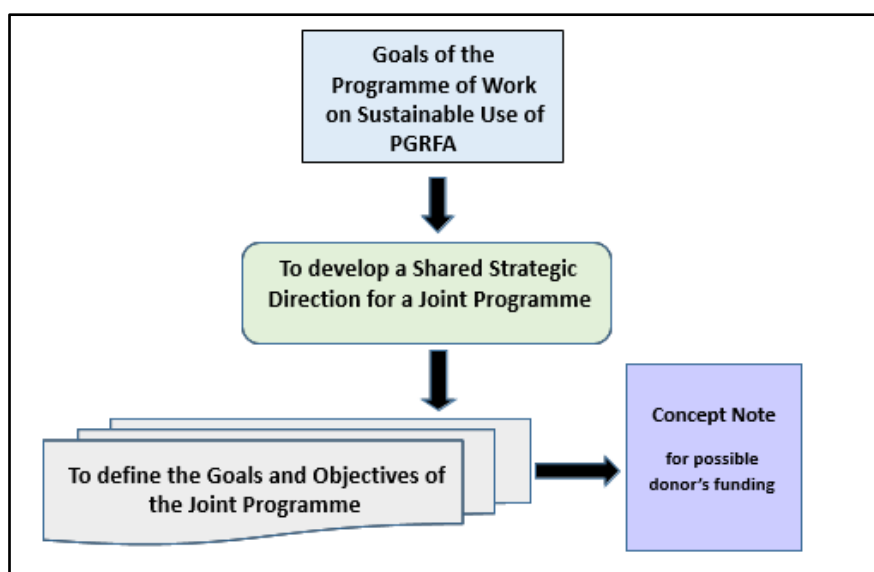 Goals of the
Programme of Work
on Sustainable Use of
PGRFA
To develop a Shared Strategic
Direction for a Joint Programme
To define the Goals and Objectives of
the Joint Programme
Concept Note
for possible
donor's funding